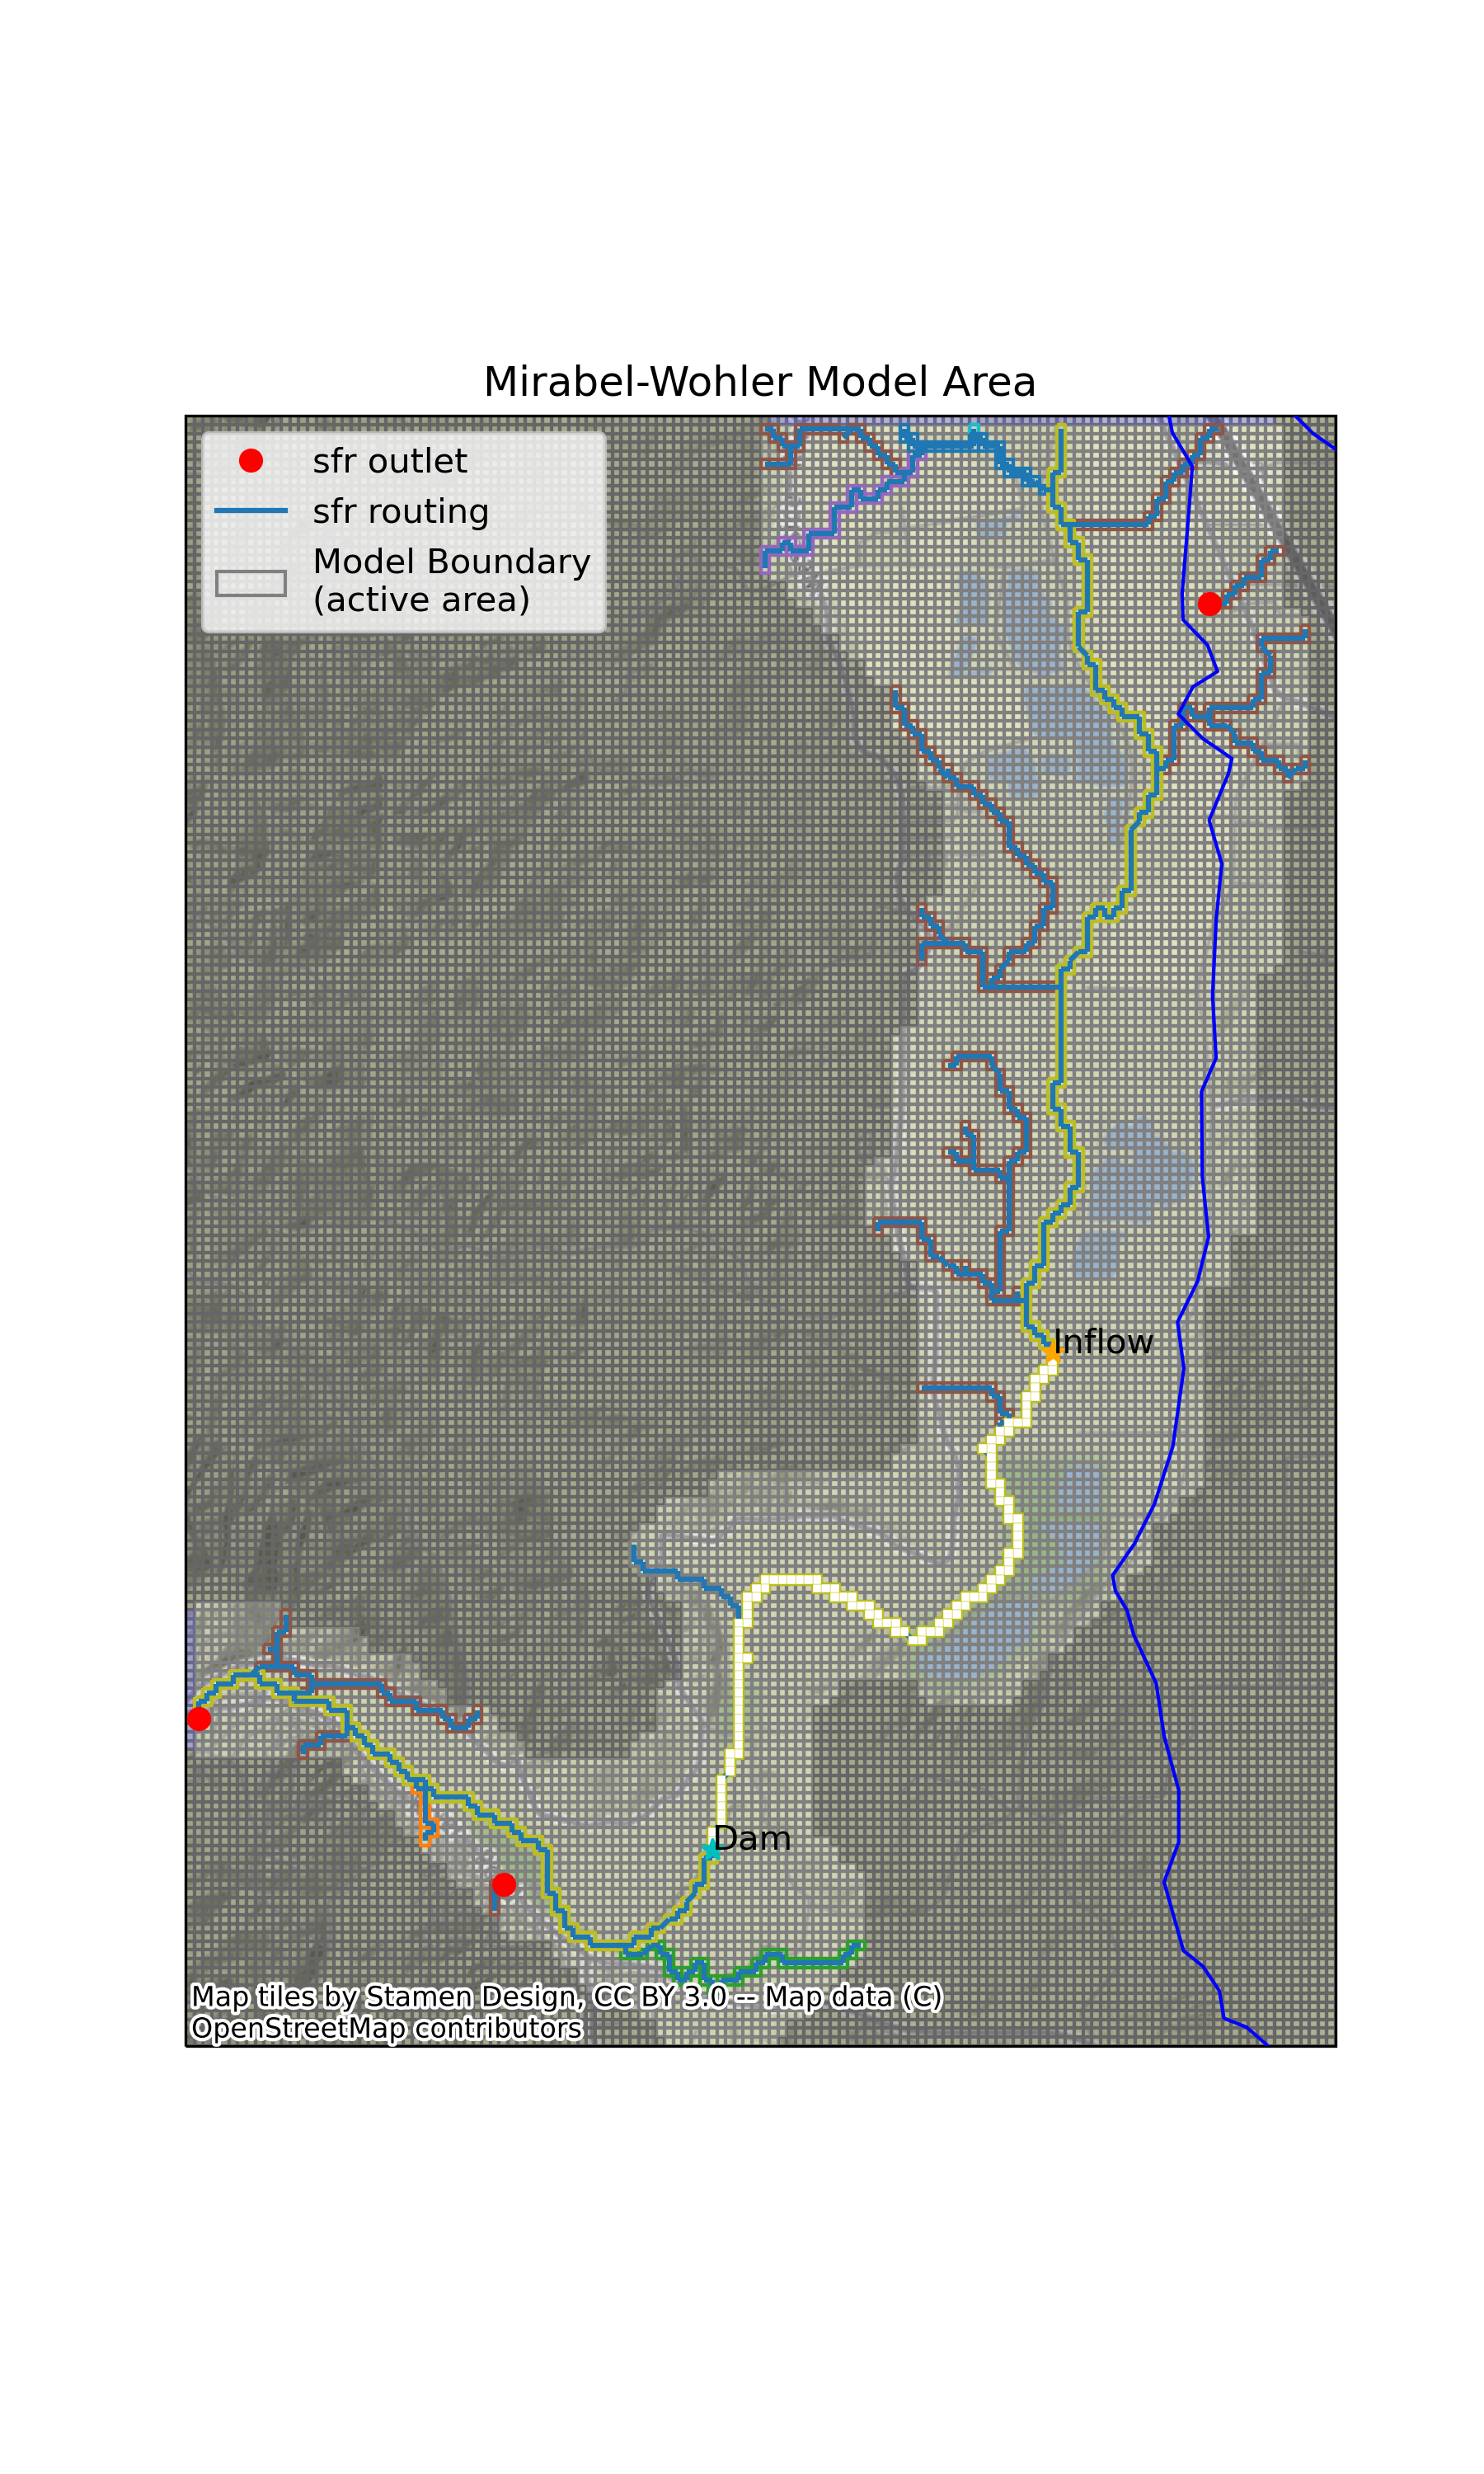 Mirabel-Wohler Model Area
sfr outlet
sfr routing
Model Boundary
(active area)
Inflow
Dam
Map tiles by Stamen Design, CC BY 3.0 -- Map data (C)
OpenStreetMap contributors